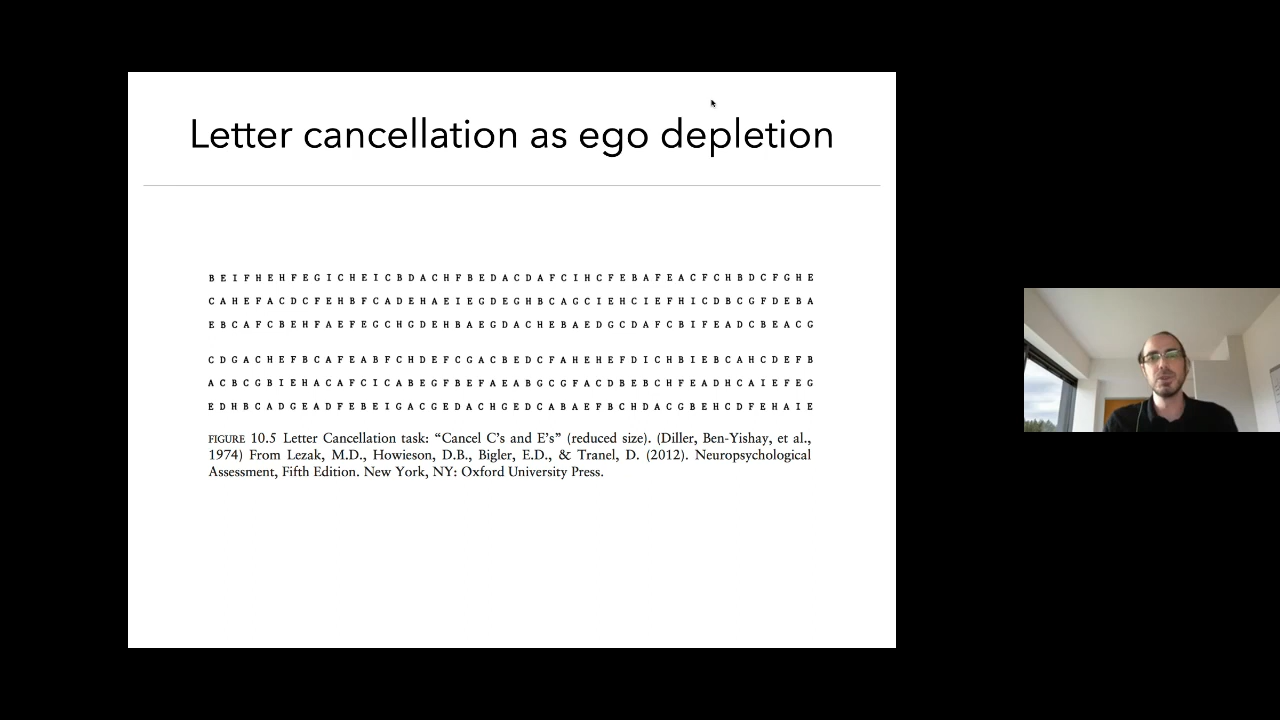 Letter cancellation as ego depletion
B E I F H E H F E G I C H E I C B D A C H F B E D A C D A F C I H C F E B A F E A C F C H B D C F G H E
C A H E F A C D C F E H B F C A D E H A E I E G D E G H B C A G C I E H C I E F H I C D B C G F D E B A
E B C A F C B E H F A E F E G C H G D E H B A E G D A C H E B A E D G C D A F C B I F E A D C B E A C G
C D G A C H E F B C A F E A B F C H D E F C G A C B E D C F A H E H E F D I C H B I E B C A H C D E F B
A C B C G B I E H A C A F C I C A B E G F B E F A E A B G C G F A C D B E B C H F E A D H C A I E F E G
E D H B C A D G E A D F E B E I G A C G E D A C H G E D C A B A E F B C H D A C G B E H C D F E H A I E
FIGURE 10.5 Letter Cancellation task: “Cancel C’s and E’s” (reduced size). (Diller, Ben-Yishay, et al.,
1974) From Lezak, M.D., Howieson, D.B., Bigler, E.D., & Tranel, D. (2012). Neuropsychological
Assessment, Fifth Edition. New York, NY: Oxford University Press.